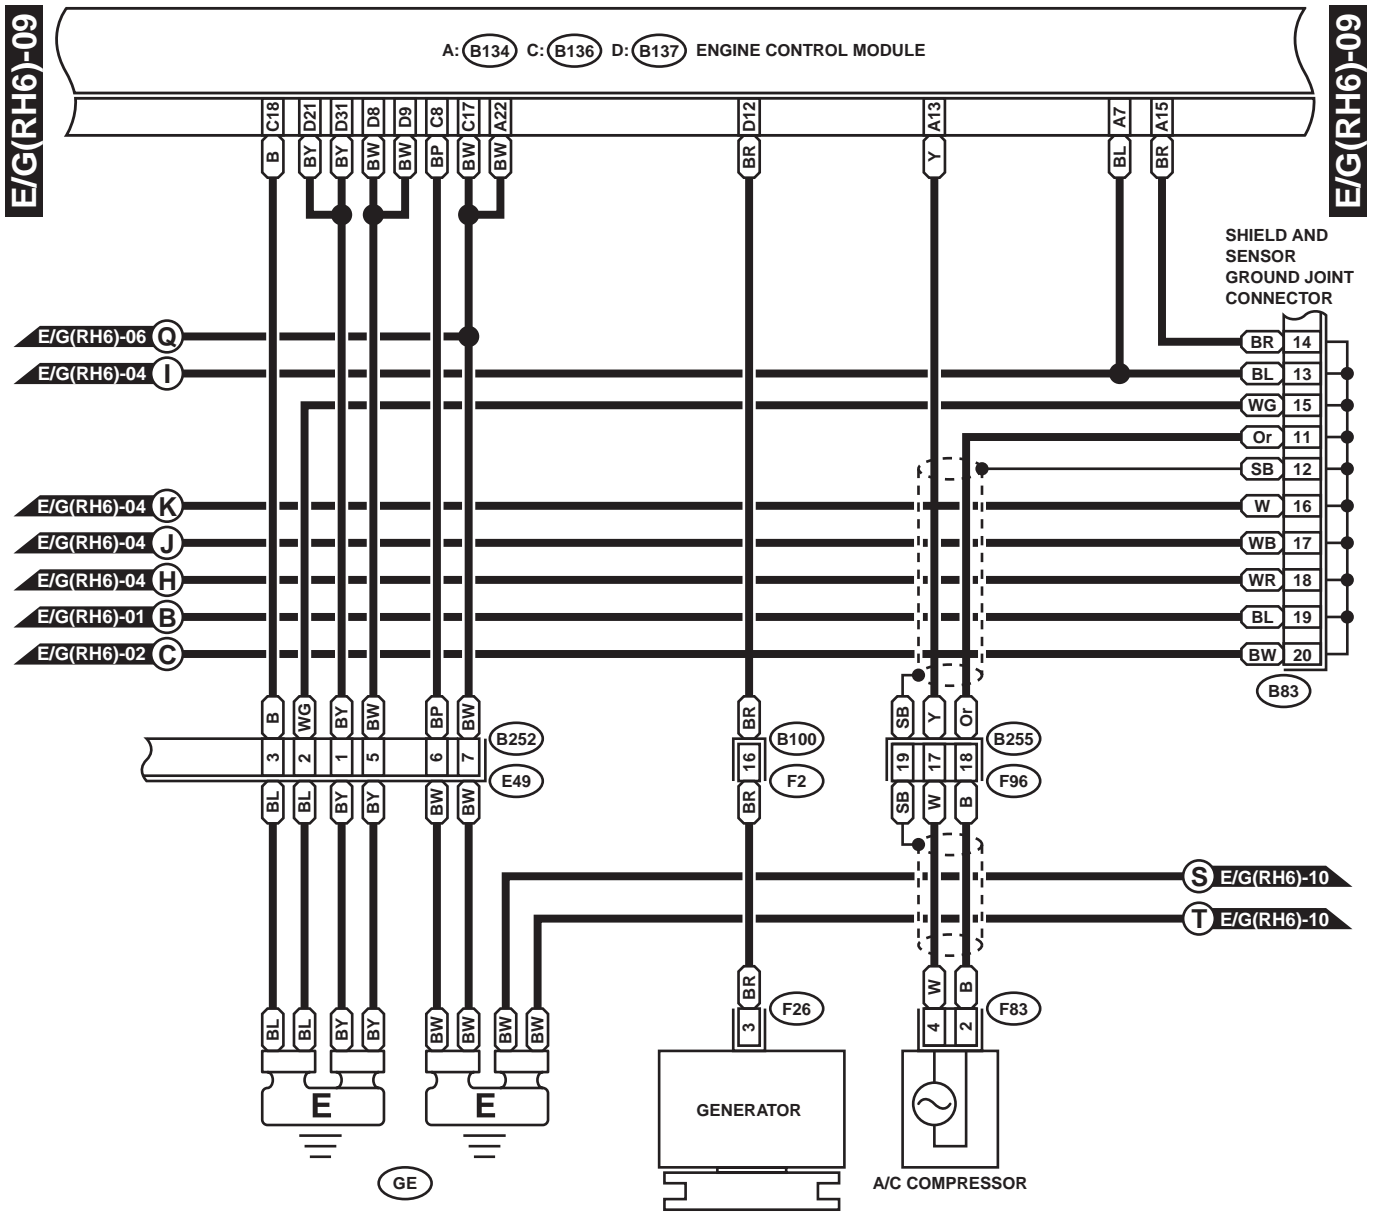 E/G(RH6)-09
E/G(RH6)-09
A: B134 C: B136 D: B137 ENGINE CONTROL MODULE
C18 D21 D31 D8 D9 C8 C17 A22 D12 A13 A7 A15
B BY BY BW BW BP BW BW BR Y BL BR
SHIELD AND
SENSOR
GROUND JOINT
CONNECTOR
E/G(RH6)-06 Q
BR 14
E/G(RH6)-04 I BL 13
WG 15
Or 11
SB 12
E/G(RH6)-04 K W 16
E/G(RH6)-04 J WB 17
E/G(RH6)-04 H WR 18
E/G(RH6)-01 B BL 19
E/G(RH6)-02 C BW 20
B83
B WG BY BW BP BW BR SB Y Or
B252 B100 B255
3 2 1 5 6 7 16 19 17 18
E49 F2 F96
BL BL BY BY BW BW BR SB W B
S E/G(RH6)-10
T E/G(RH6)-10
BR W B
F26 F83
BL BL BY BY BW BW BW BW 3 4 2
E E
GENERATOR
GE
A/C COMPRESSOR